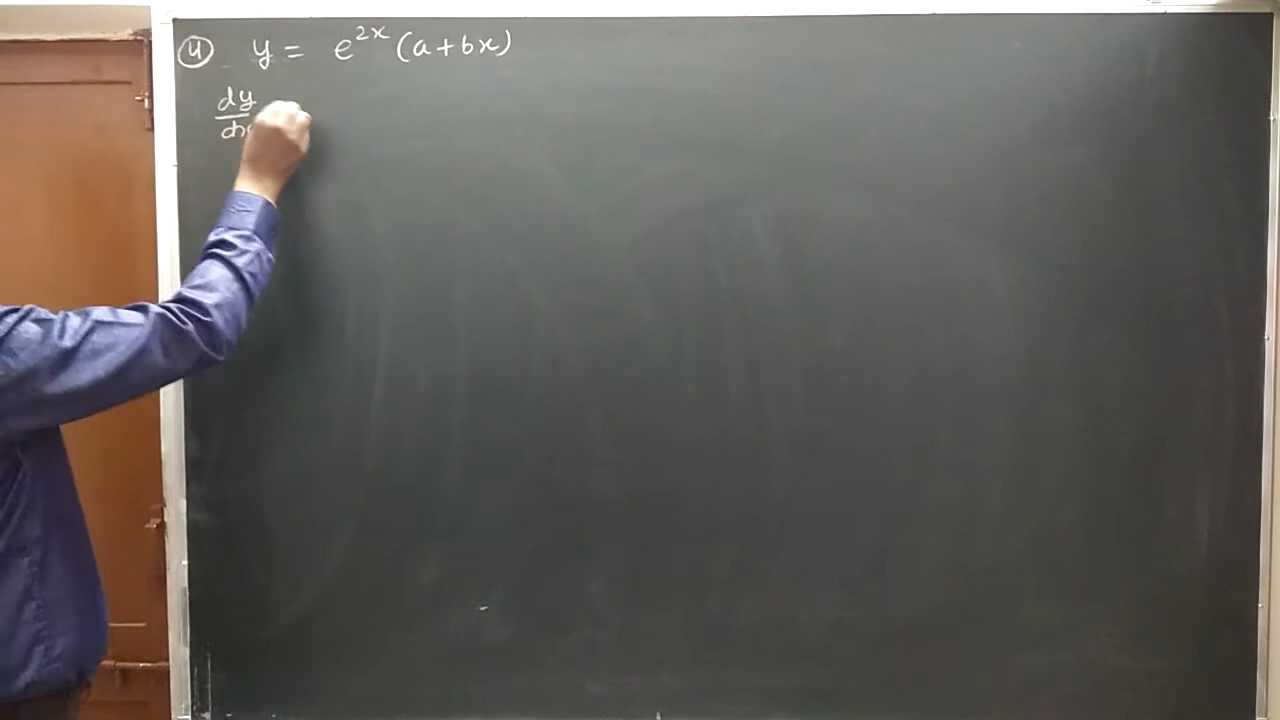 ④ y = e^{2x} (a+bx)
dy/dx